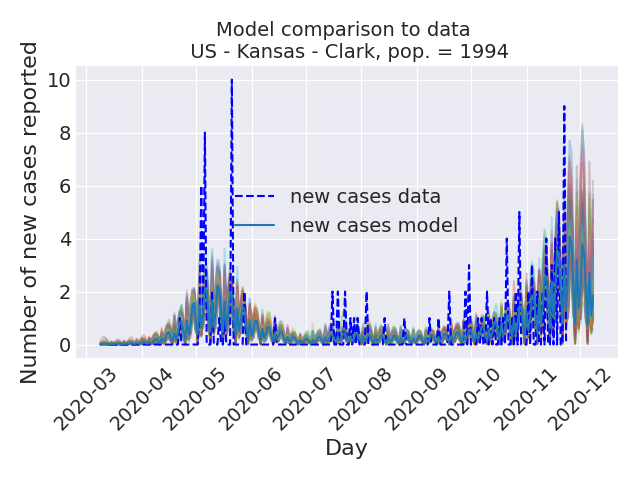 Model comparison to data
US - Kansas - Clark, pop. = 1994
Number of new cases reported
10
8
6
4
2
0
new cases data
new cases model
2020-03
2020-04
2020-05
2020-06
2020-07
2020-08
2020-09
2020-10
2020-11
2020-12
Day